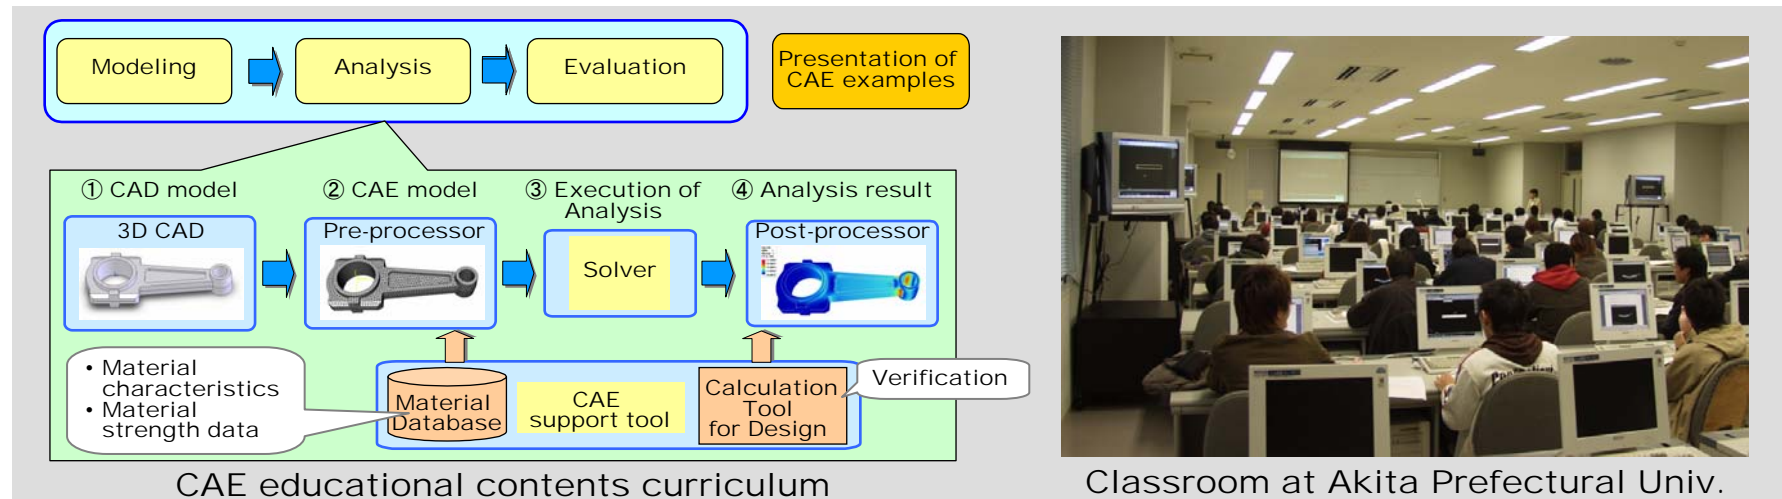 Modeling
Analysis
Evaluation
Presentation of
CAE examples
① CAD model
② CAE model
③ Execution of
Analysis
④ Analysis result
3D CAD
Pre-processor
Solver
Post-processor
• Material
characteristics
• Material
strength data
Material
Database
CAE
support tool
Calculation
Tool
for Design
Verification
CAE educational contents curriculum
Classroom at Akita Prefectural Univ.